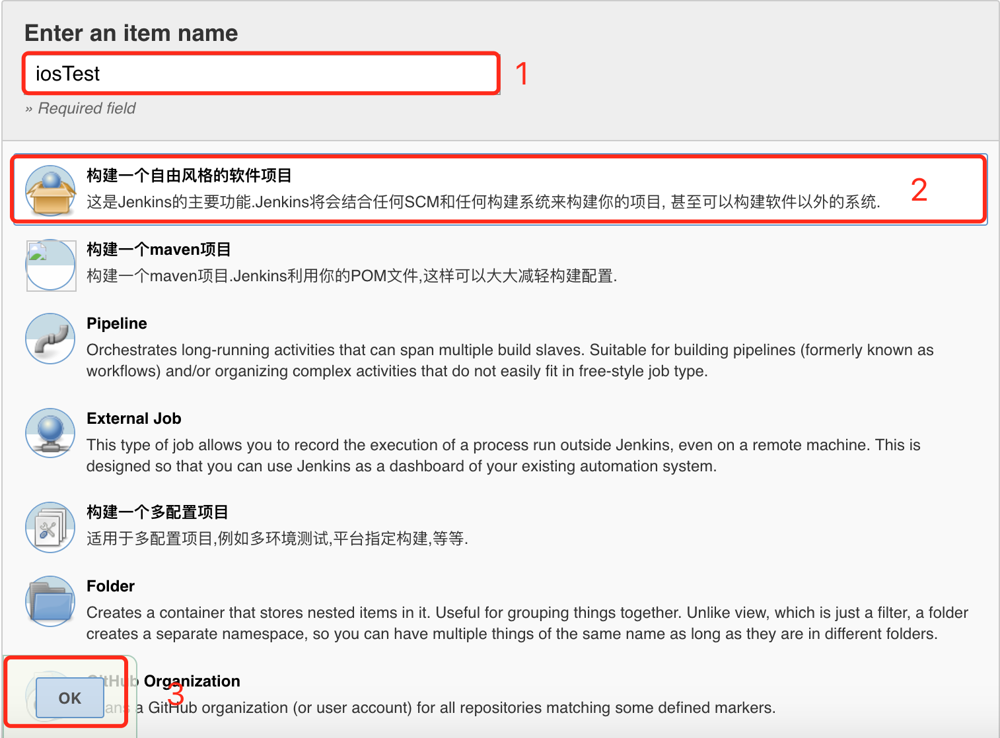 Enter an item name
iosTest
1
» Required field
构建一个自由风格的软件项目
这是Jenkins的主要功能.Jenkins将会结合任何SCM和任何构建系统来构建你的项目, 甚至可以构建软件以外的系统.
2
构建一个maven项目
构建一个maven项目.Jenkins利用你的POM文件,这样可以大大减轻构建配置.
Pipeline
Orchestrates long-running activities that can span multiple build slaves. Suitable for building pipelines (formerly known as
workflows) and/or organizing complex activities that do not easily fit in free-style job type.
External Job
This type of job allows you to record the execution of a process run outside Jenkins, even on a remote machine. This is
designed so that you can use Jenkins as a dashboard of your existing automation system.
构建一个多配置项目
适用于多配置项目,例如多环境测试,平台指定构建,等等.
Folder
Creates a container that stores nested items in it. Useful for grouping things together. Unlike view, which is just a filter, a folder
creates a separate namespace, so you can have multiple things of the same name as long as they are in different folders.
GitHub Organization
OK
3
a GitHub organization (or user account) for all repositories matching some defined markers.